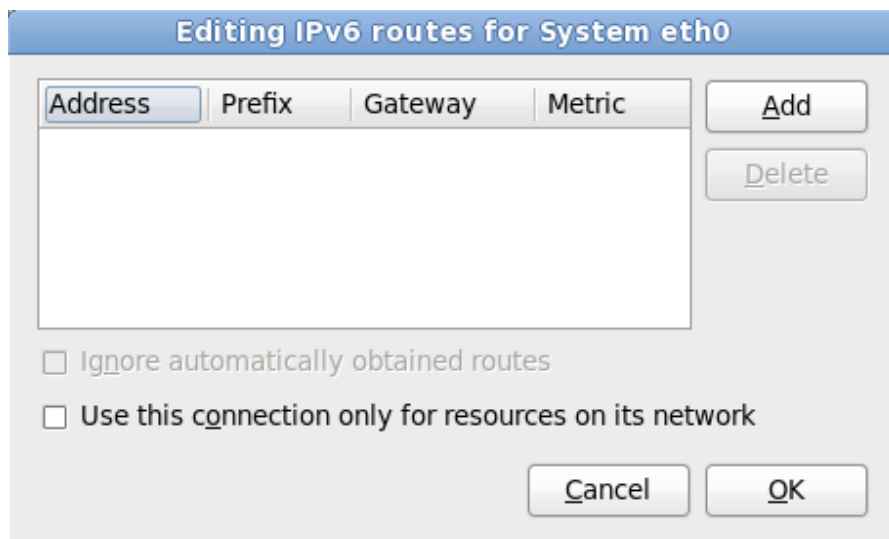 Editing IPv6 routes for System eth0
Address Prefix Gateway Metric
Add
Delete
Ignore automatically obtained routes
Use this connection only for resources on its network
Cancel OK